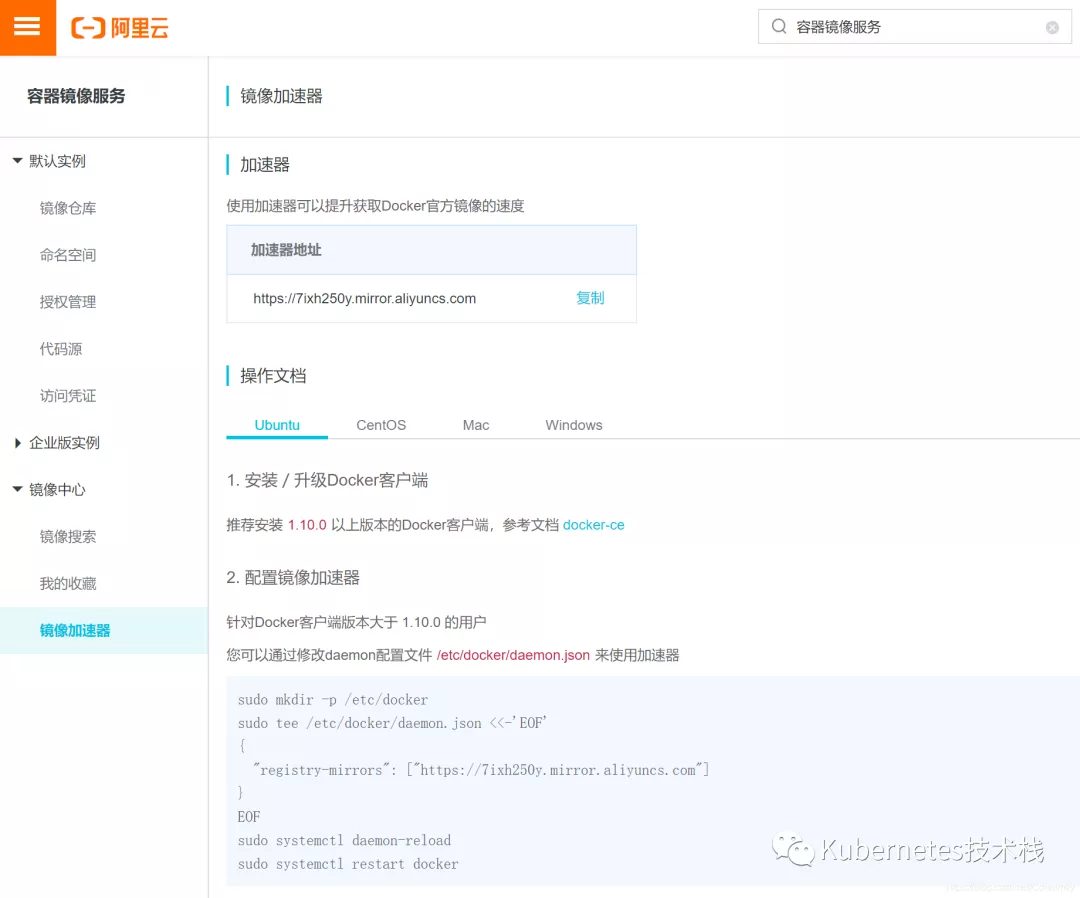 阿里云
容器镜像服务
容器镜像服务
默认实例
镜像仓库
命名空间
授权管理
代码源
访问凭证
企业版实例
镜像中心
镜像搜索
我的收藏
镜像加速器
镜像加速器
加速器
使用加速器可以提升获取Docker官方镜像的速度
加速器地址
https://7ixh250y.mirror.aliyuncs.com 复制
操作文档
Ubuntu CentOS Mac Windows
1. 安装 / 升级Docker客户端
推荐安装 1.10.0 以上版本的Docker客户端，参考文档 docker-ce
2. 配置镜像加速器
针对Docker客户端版本大于 1.10.0 的用户
您可以通过修改daemon配置文件 /etc/docker/daemon.json 来使用加速器
sudo mkdir -p /etc/docker
sudo tee /etc/docker/daemon.json <<-'EOF'
{
"registry-mirrors": ["https://7ixh250y.mirror.aliyuncs.com"]
}
EOF
sudo systemctl daemon-reload
sudo systemctl restart docker
Kubernetes技术栈